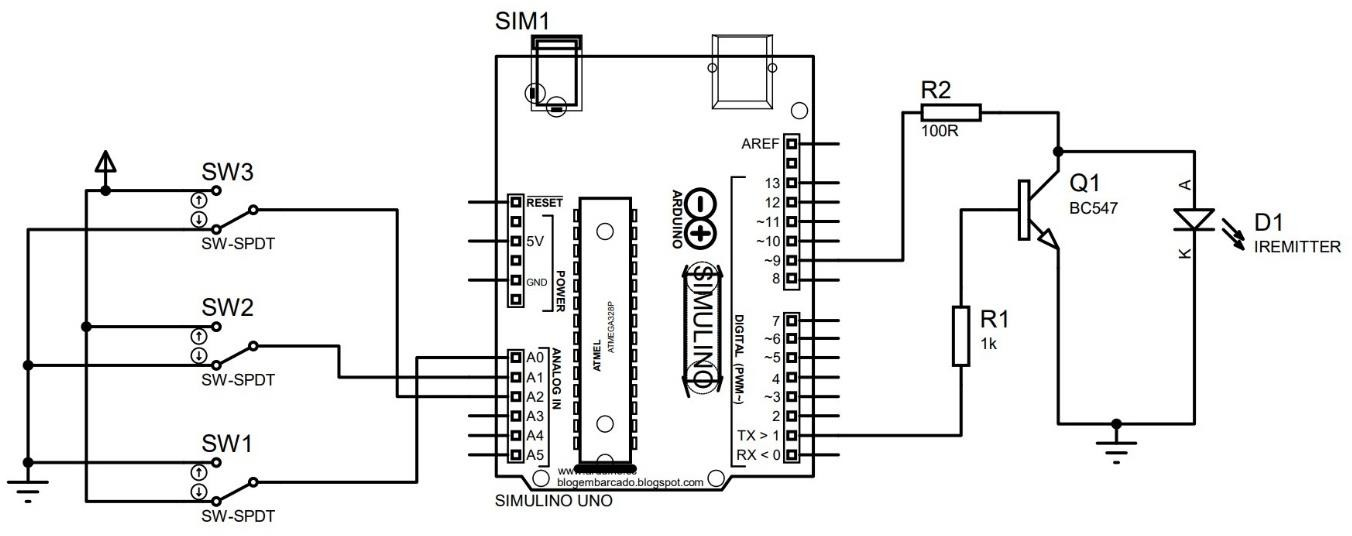 SIM1
SW3
SW-SPDT
SW2
SW-SPDT
SW1
SW-SPDT
RESET
5V
GND
POWER
A0
A1
A2
A3
A4
A5
ANALOG IN
ATMEL
ATMEGA328P
ARDUINO
SIMULINO
AREF
13
12
~11
~10
~9
8
7
~6
~5
4
~3
2
TX > 1
RX < 0
DIGITAL (PWM~)
blogembarcado.blogspot.com
SIMULINO UNO
R2
100R
Q1
BC547
R1
1k
A
K
D1
IREMITTER